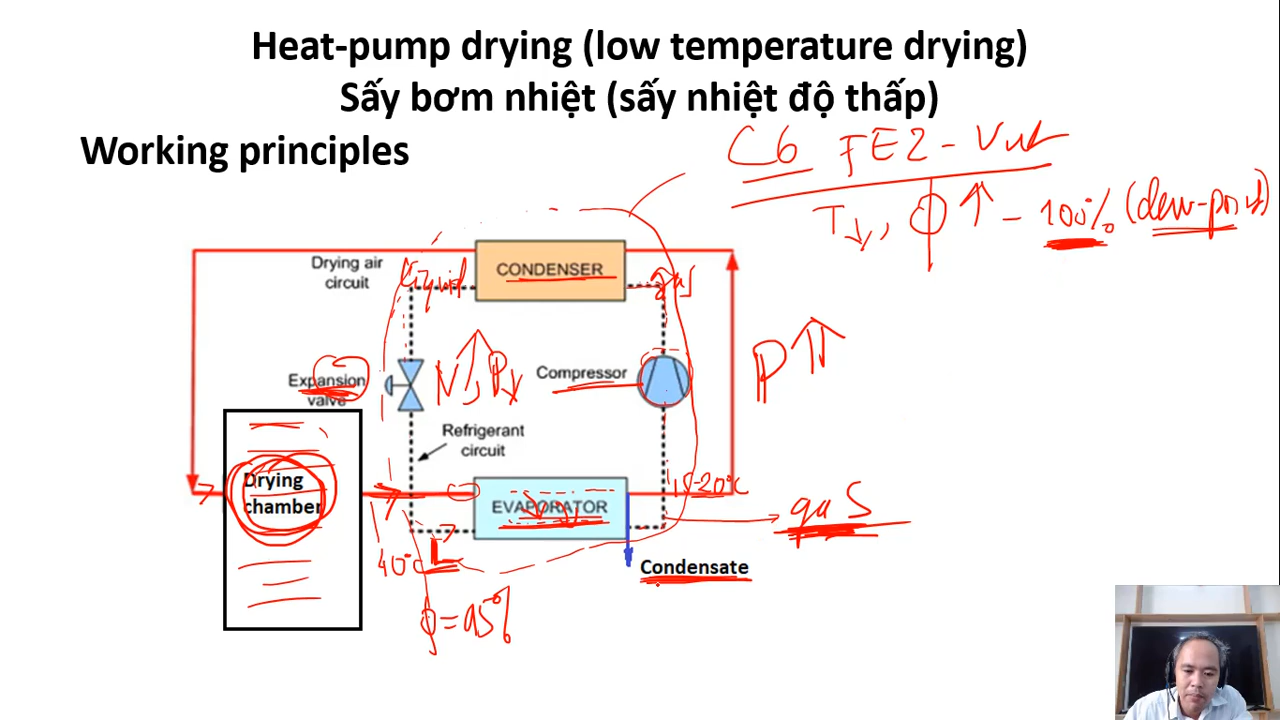 Heat-pump drying (low temperature drying)
Sấy bơm nhiệt (sấy nhiệt độ thấp)
Working principles
C6 FE2 -
T↓, ϕ↑ - 100% (dew-point)
Drying air
circuit
Liquid
CONDENSER
gas
Expansion
valve
V↑, P↓
Compressor
P↑↑
Refrigerant
circuit
Drying
chamber
EVAPORATOR
15-20°C
gas
40°C
L
Condensate
ϕ = 95%